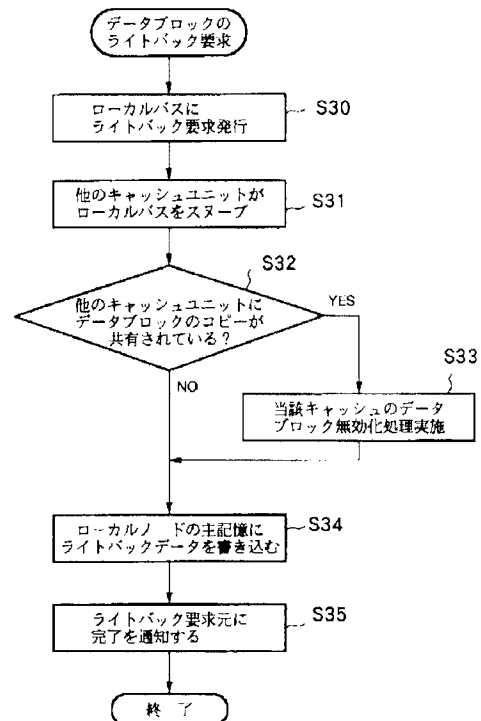 データブロックの
ライトバック要求
ローカルバスに
ライトバック要求発行
S30
他のキャッシュユニットが
ローカルバスをスヌープ
S31
S32
他のキャッシュユニットに
データブロックのコピーが
共有されている?
YES
NO
S33
当該キャッシュのデータ
ブロック無効化処理実施
ローカルノードの主記憶に
ライトバックデータを書き込む
S34
ライトバック要求元に
完了を通知する
S35
終了